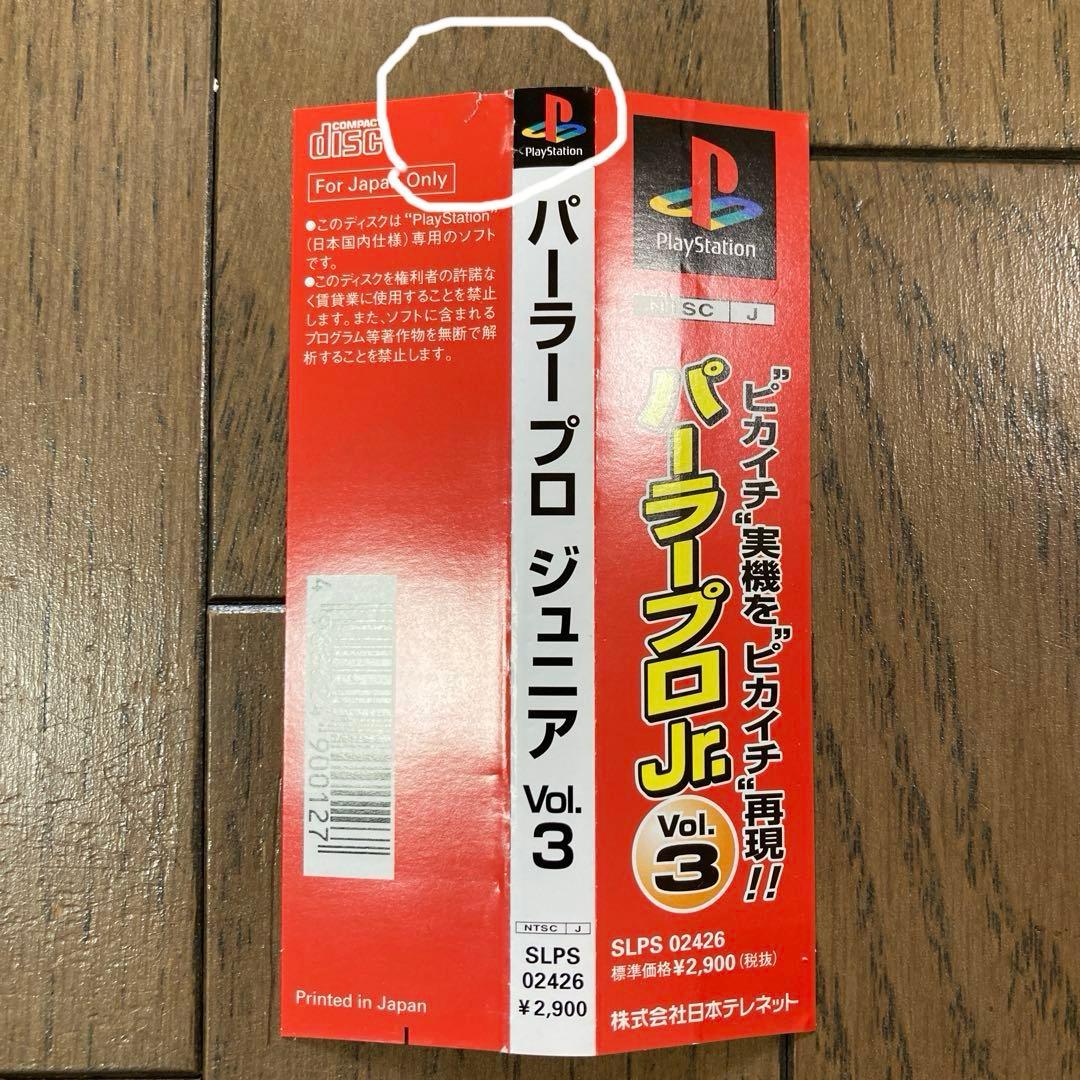 COMPACT
disc
For Japan Only
●このディスクは“PlayStation”
(日本国内仕様)専用のソフト
です。
●このディスクを権利者の許諾な
く賃貸業に使用することを禁止
します。また、ソフトに含まれる
プログラム等著作物を無断で解
析することを禁止します。
Printed in Japan
PlayStation
パーラープロ ジュニア Vol.
3
NTSC J
SLPS
02426
¥2,900
PlayStation
NTSC J
”ピカイチ“実機を”ピカイチ“再現!!
パーラープロJr.
Vol.
3
SLPS 02426
標準価格¥2,900(税抜)
株式会社日本テレネット